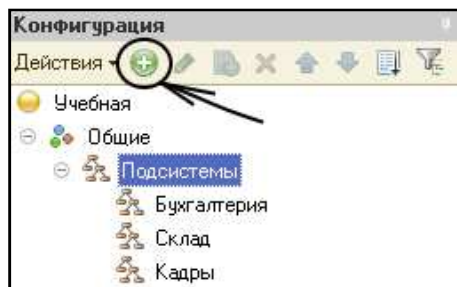 Конфигурация
Действия
Учебная
Общие
Подсистемы
Бухгалтерия
Склад
Кадры